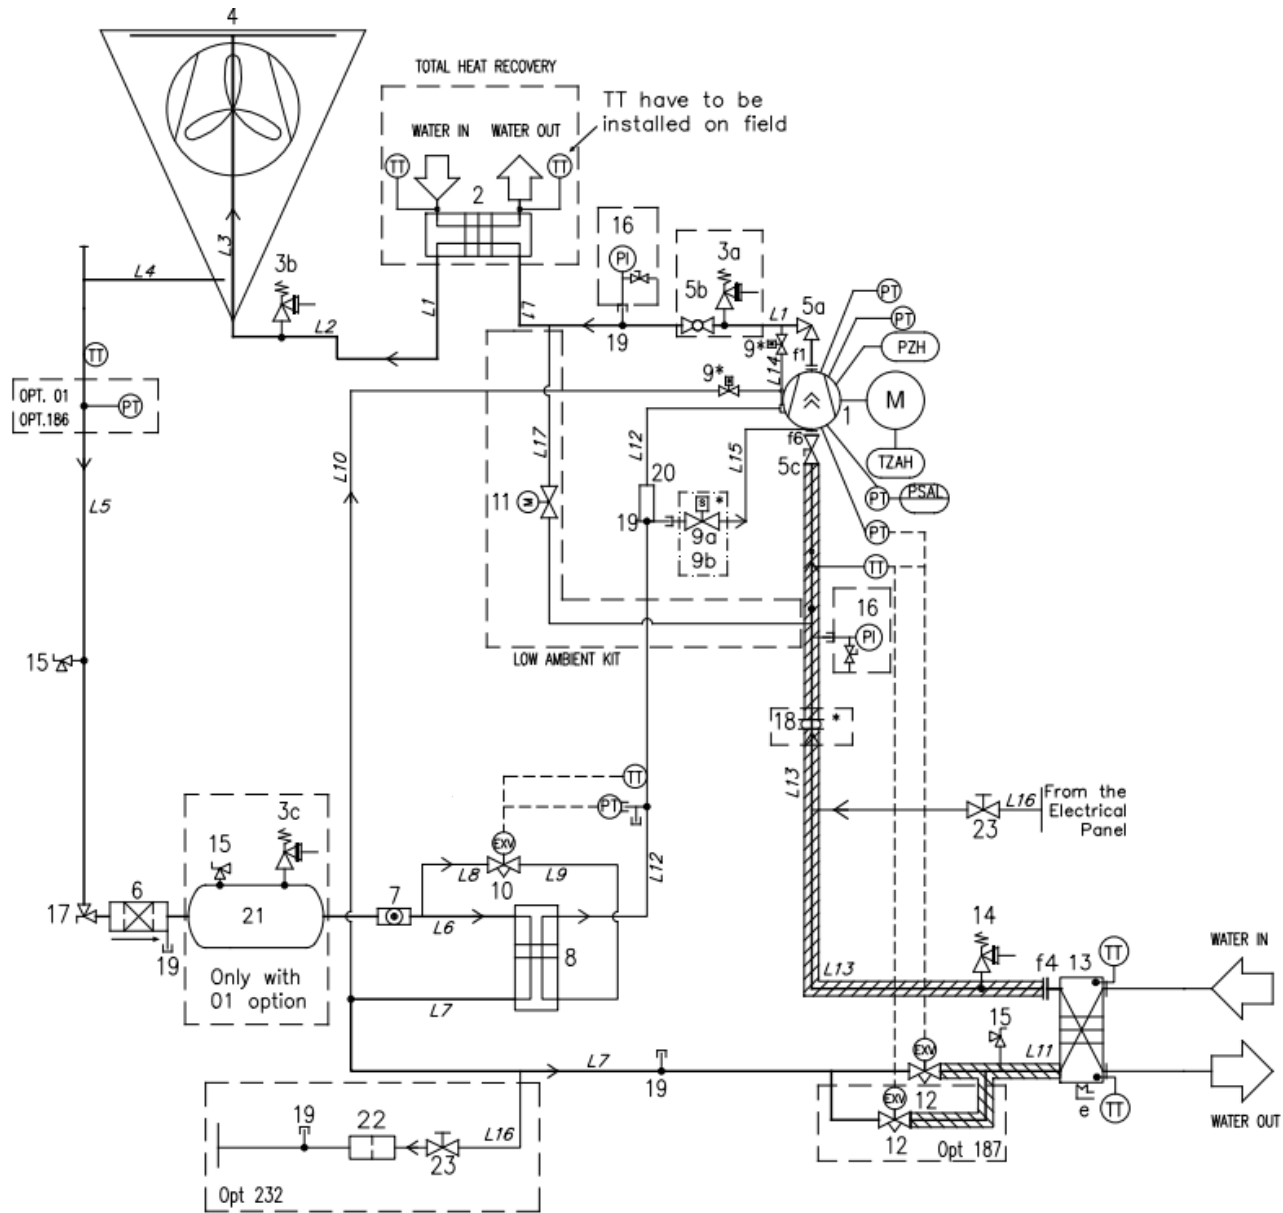 4
TOTAL HEAT RECOVERY
TT have to be
installed on field
WATER IN
WATER OUT
TT
TT
2
L3
L4
3b
L2
L1
L1
16
PI
19
3a
5b
L1
5a
PT
PT
PZH
9*
L14
f1
9*
1
M
TZAH
f6
5c
PT
PSAL
PT
TT
TT
OPT. 01
OPT.186
PT
L5
L10
L17
11
M
L12
L15
20
19
S
*
9a
9b
LOW AMBIENT KIT
16
PI
15
18
*
L13
TT
PT
From the
Electrical
Panel
L16
23
3c
15
6
17
21
19
Only with
01 option
7
L8
EXV
10
L9
L12
L6
8
L7
14
L13
f4
13
TT
WATER IN
15
L11
e
TT
WATER OUT
L7
19
EXV
12
EXV
12
Opt 187
19
22
23
L16
Opt 232